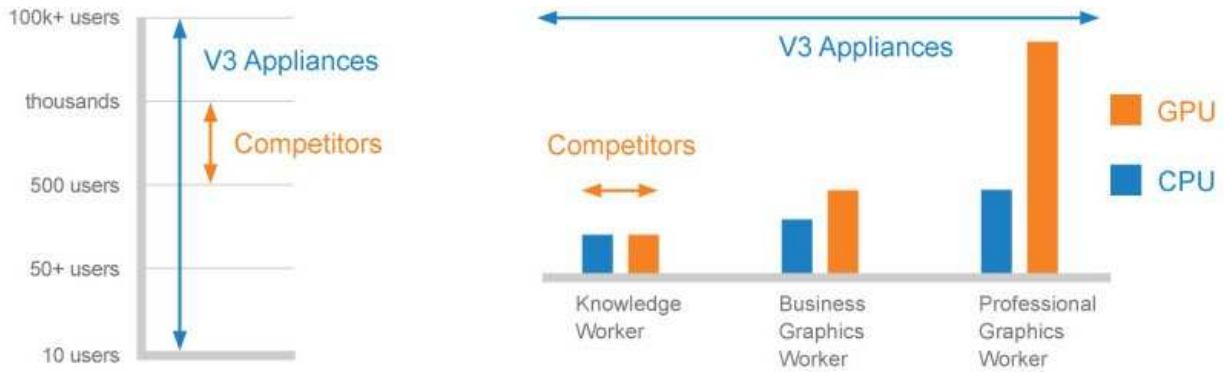 100k+ users
V3 Appliances
thousands
Competitors
500 users
50+ users
10 users
V3 Appliances
Competitors
GPU
CPU
Knowledge
Worker
Business
Graphics
Worker
Professional
Graphics
Worker